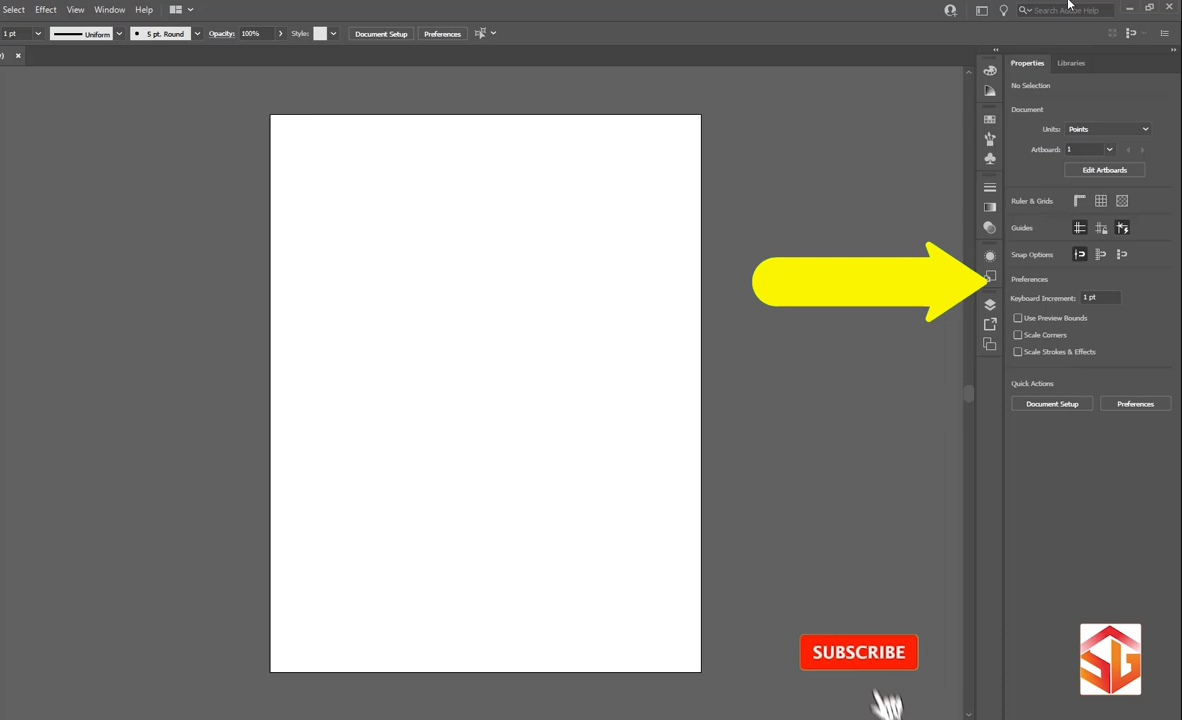 Select Effect View Window Help Search Adobe Help
1 pt Uniform 5 pt. Round Opacity: 100% Style: Document Setup Preferences
Properties Libraries
No Selection
Document
Units: Points
Artboard: 1
Edit Artboards
Ruler & Grids
Guides
Snap Options
Preferences
Keyboard Increment: 1 pt
Use Preview Bounds
Scale Corners
Scale Strokes & Effects
Quick Actions
Document Setup Preferences
SUBSCRIBE
SG